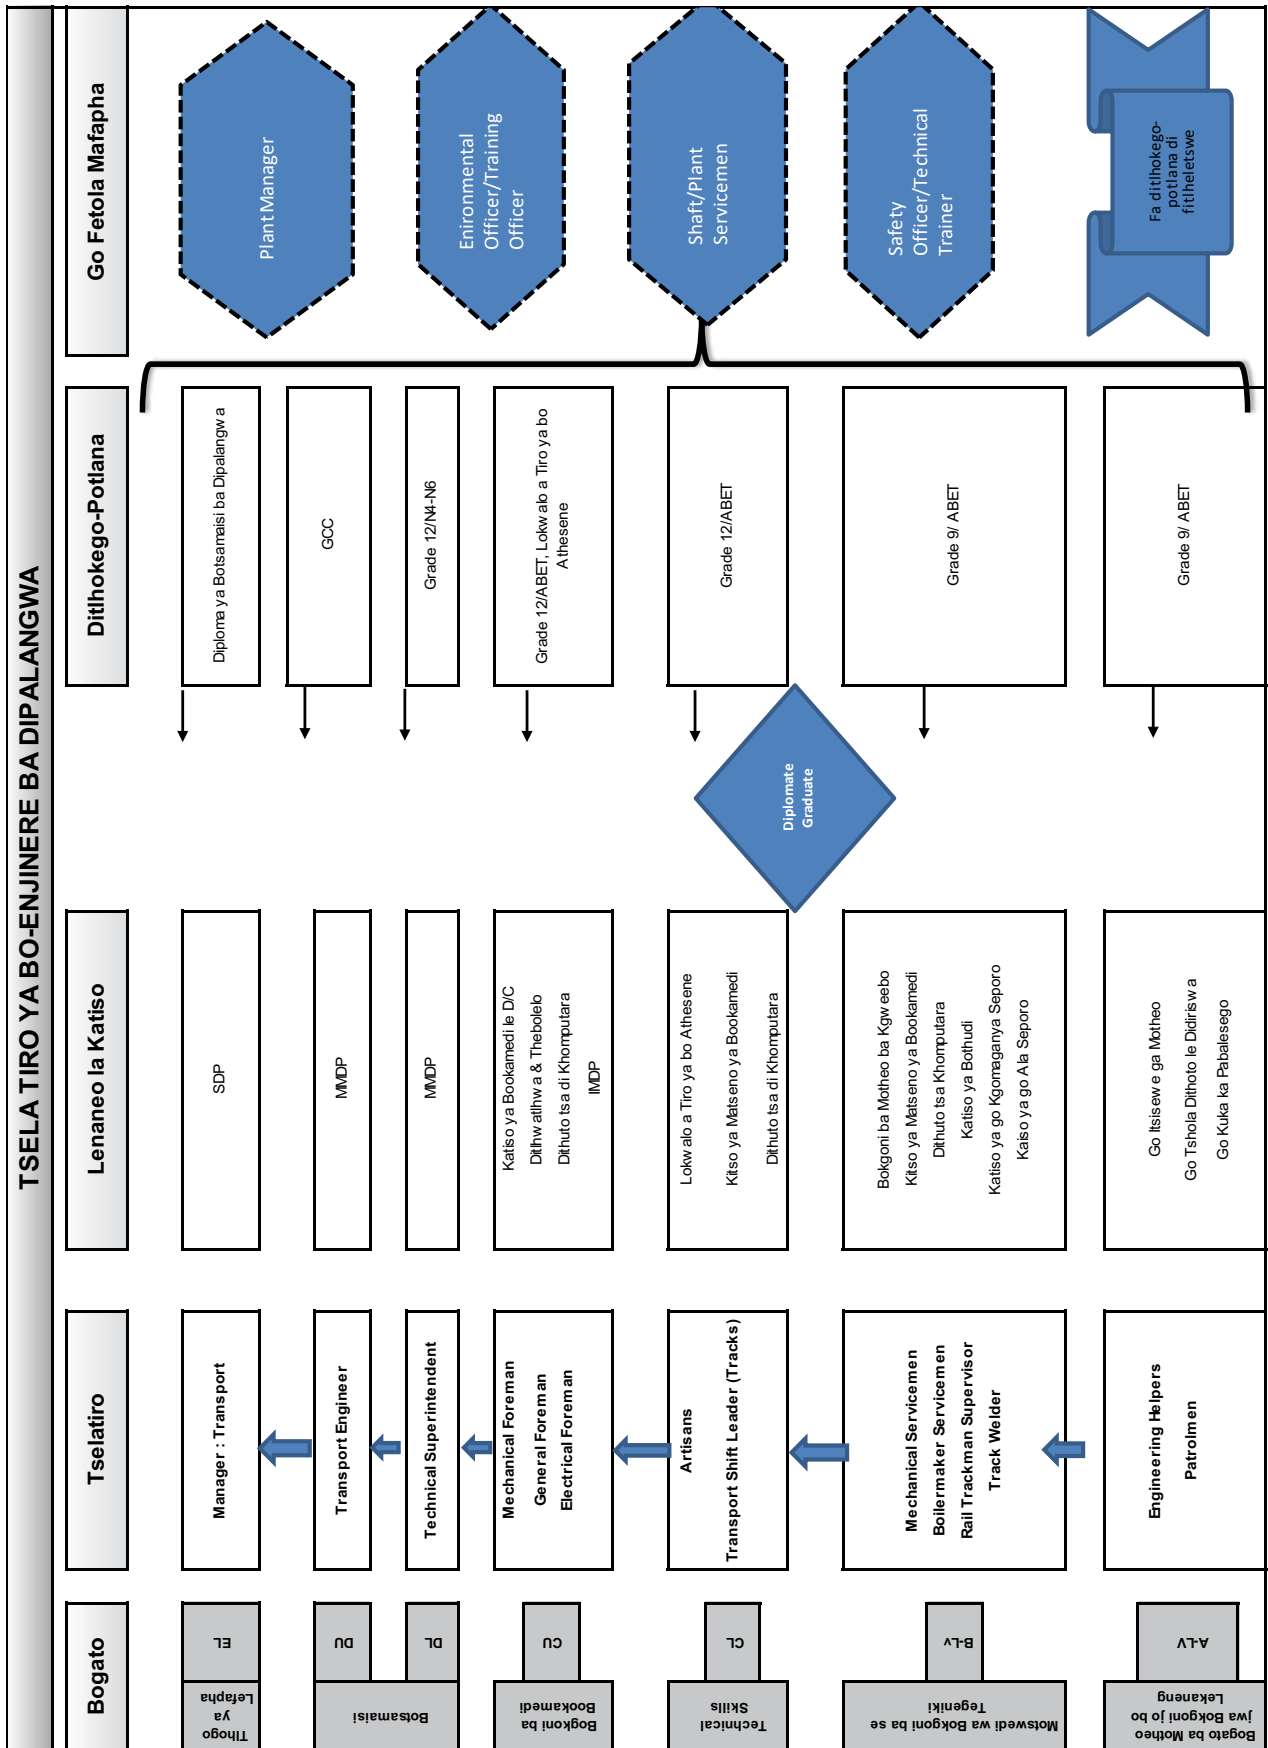 TSELA TIRO YA BO-ENJINERE BA DIPALANGWA
Bogato
Tselatiro
Lenaneo la Katiso
Ditlhokego-Potlana
Go Fetola Mafapha
Tlhogo
ya
Lefapha
EL
Manager : Transport
SDP
Diploma ya Botsamaisi ba Dipalangwa
Plant Manager
Botsamaisi
DU
Transport Engineer
MMDP
GCC
DL
Technical Superintendent
MMDP
Grade 12/N4-N6
Enironmental
Officer/Training
Officer
Bogkoni ba
Bookamedi
CU
Mechanical Foreman
General Foreman
Electrical Foreman
Katiso ya Bookamedi le D/C
Ditlhwatlhwa & Thebolelo
Dithuto tsa di Khomputara
IMDP
Grade 12/ABET, Lokwalo a Tiro ya bo
Athesene
Shaft/Plant
Servicemen
Technical
Skills
CL
Artisans
Transport Shift Leader (Tracks)
Lokwalo a Tiro ya bo Athesene
Kitso ya Matseno ya Bookamedi
Dithuto tsa di Khomputara
Diplomate
Graduate
Grade 12/ABET
Motswedi wa Bokgoni ba se
Tegeniki
B-Lv
Mechanical Servicemen
Boilermaker Servicemen
Rail Trackman Supervisor
Track Welder
Bokgoni ba Motheo ba Kgweebo
Kitso ya Matseno ya Bookamedi
Dithuto tsa Khomputara
Katiso ya Bothudi
Katiso ya go Kgomaganya Seporo
Kaiso ya go Ala Seporo
Grade 9/ ABET
Safety
Officer/Technical
Trainer
Bogato ba Motheo
jwa Bokgoni jo bo
Lekaneng
A-LV
Engineering Helpers
Patrolmen
Go Itsisewe ga Motheo
Go Tshola Dithoto le Didiriswa
Go Kuka ka Pabalesego
Grade 9/ ABET
Fa ditlhokego-
potlana di
fitlheletswe